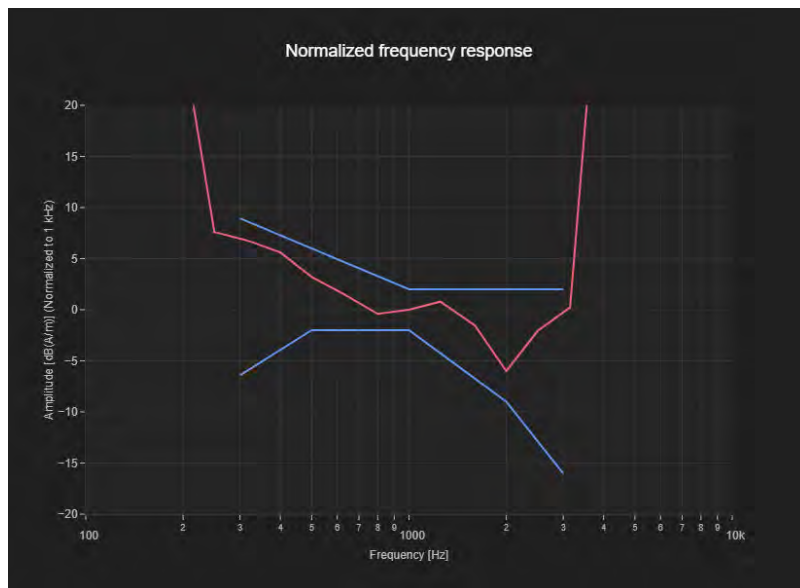 Normalized frequency response
Amplitude [dB(A/m)] (Normalized to 1 kHz)
20
15
10
5
0
−5
−10
−15
−20
100 2 3 4 5 6 7 8 9 1000 2 3 4 5 6 7 8 9 10k
Frequency [Hz]